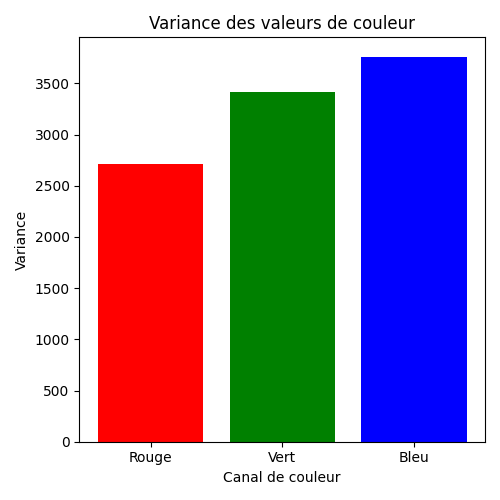 Variance des valeurs de couleur
3500
3000
2500
2000
1500
1000
500
0
Variance
Rouge
Vert
Bleu
Canal de couleur